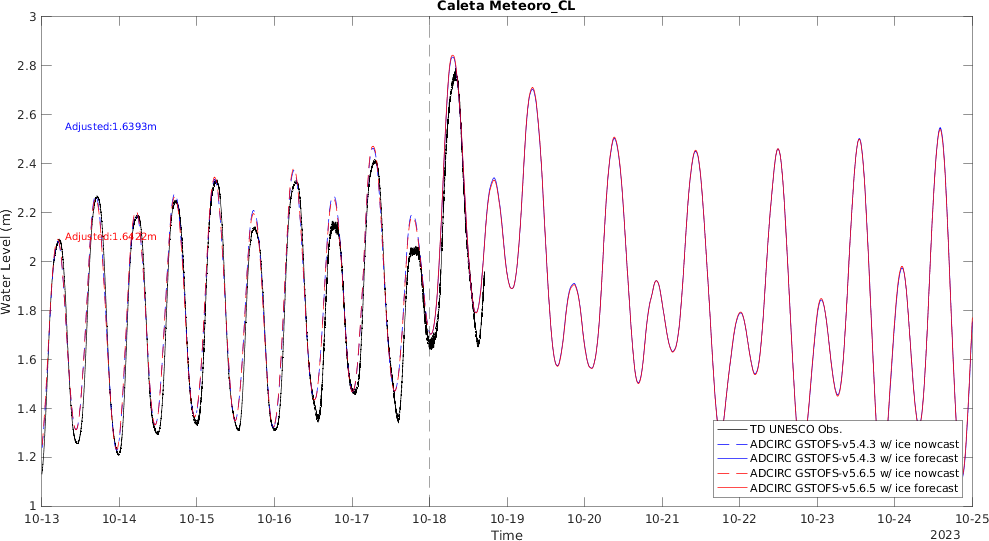 Caleta Meteoro_CL
3
2.8
2.6
2.4
2.2
2
1.8
1.6
1.4
1.2
1
Water Level (m)
Adjusted:1.6393m
Adjusted:1.6422m
TD UNESCO Obs.
ADCIRC GSTOFS-v5.4.3 w/ ice nowcast
ADCIRC GSTOFS-v5.4.3 w/ ice forecast
ADCIRC GSTOFS-v5.6.5 w/ ice nowcast
ADCIRC GSTOFS-v5.6.5 w/ ice forecast
10-13 10-14 10-15 10-16 10-17 10-18 10-19 10-20 10-21 10-22 10-23 10-24 10-25
Time
2023